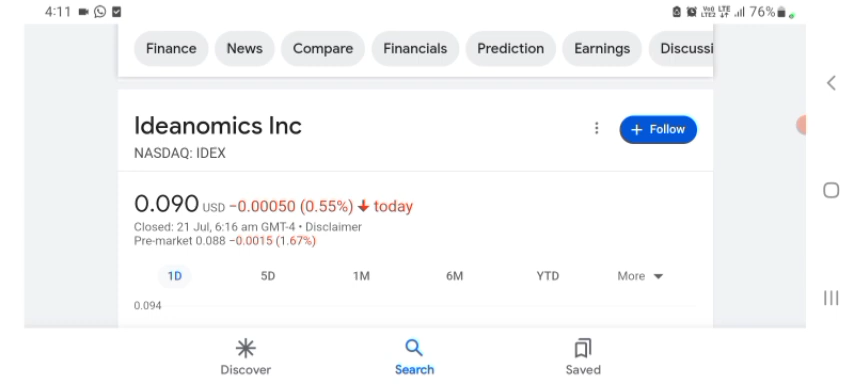 4:11 76%
Finance News Compare Financials Prediction Earnings Discussi
Ideanomics Inc
+ Follow
NASDAQ: IDEX
0.090 USD −0.00050 (0.55%) ↓ today
Closed: 21 Jul, 6:16 am GMT-4 • Disclaimer
Pre-market 0.088 −0.0015 (1.67%)
1D 5D 1M 6M YTD More
0.094
Discover Search Saved